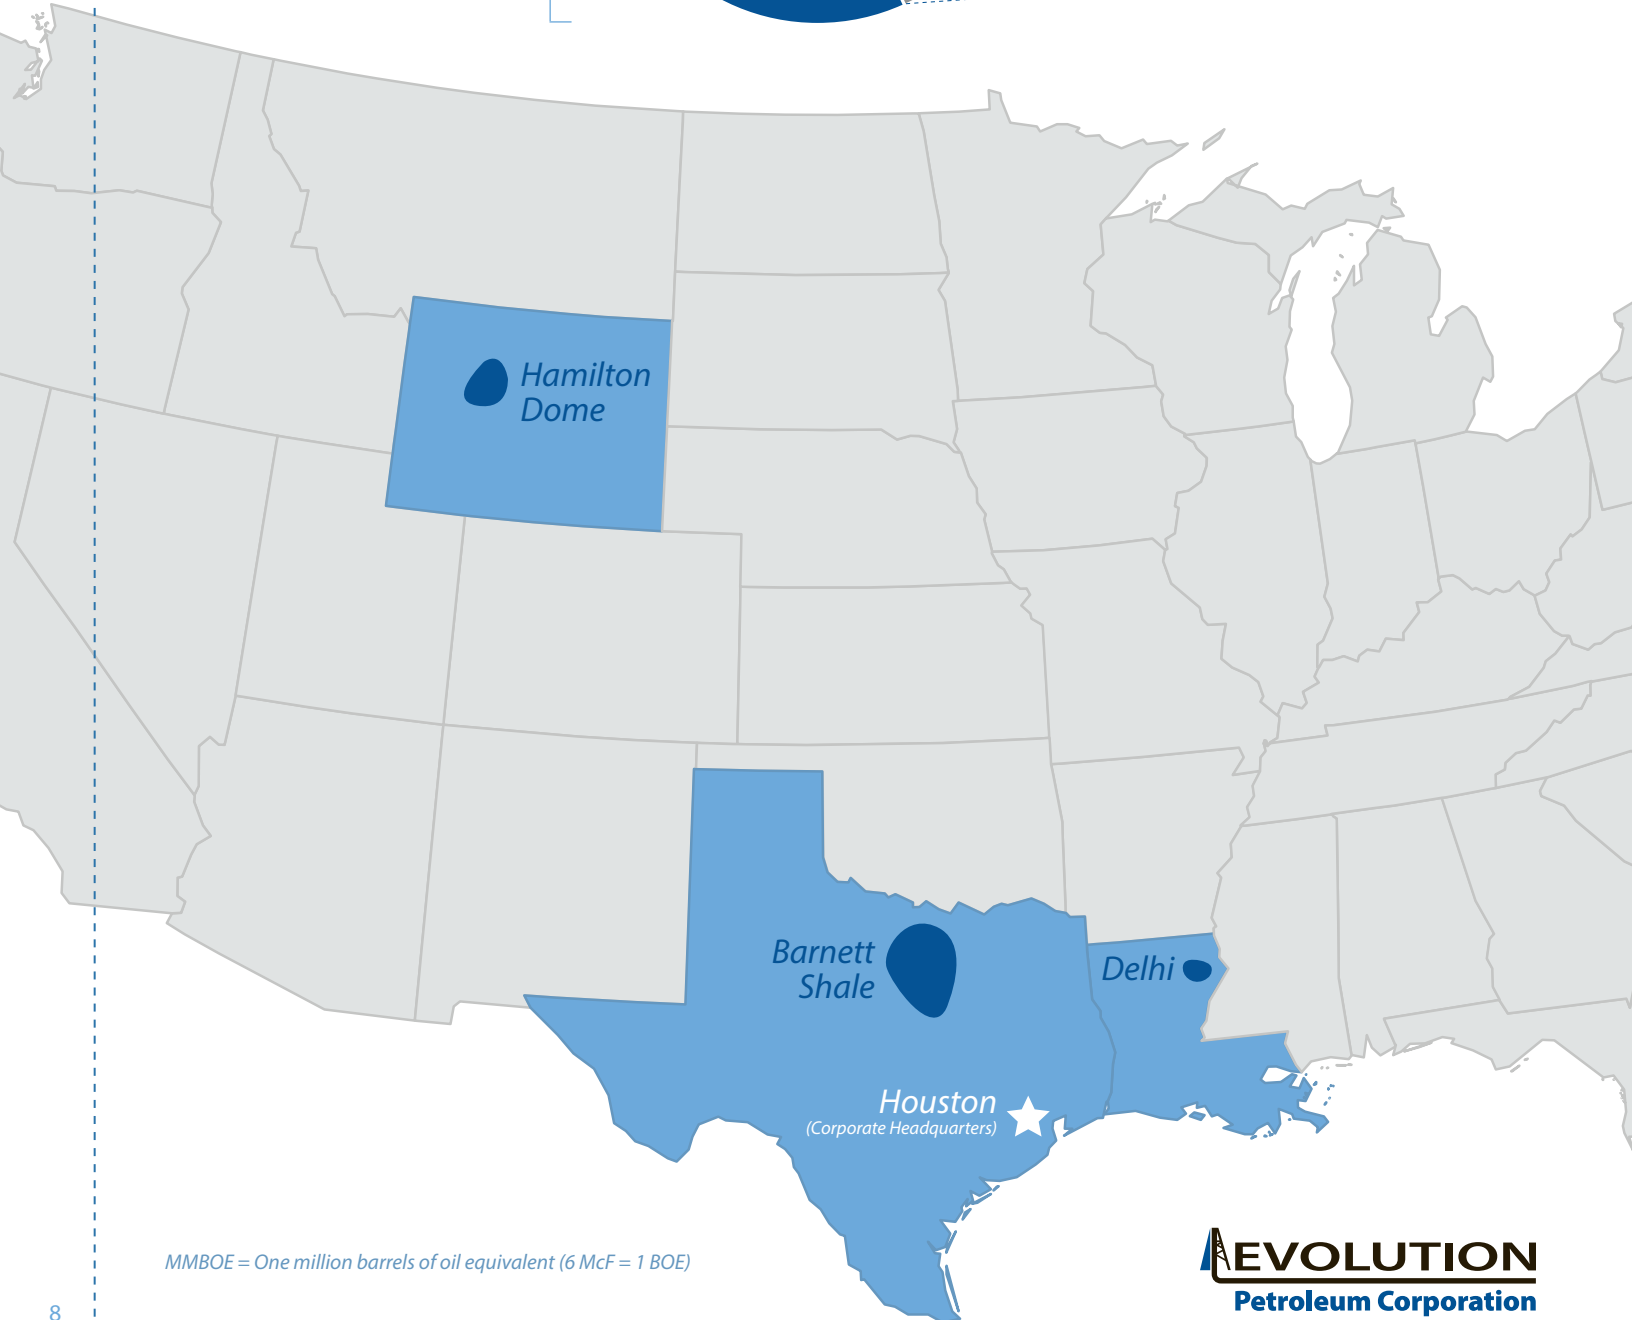 Hamilton
Dome
Barnett
Shale
Delhi
Houston
(Corporate Headquarters)
MMBOE = One million barrels of oil equivalent (6 McF = 1 BOE)
EVOLUTION
Petroleum Corporation
8